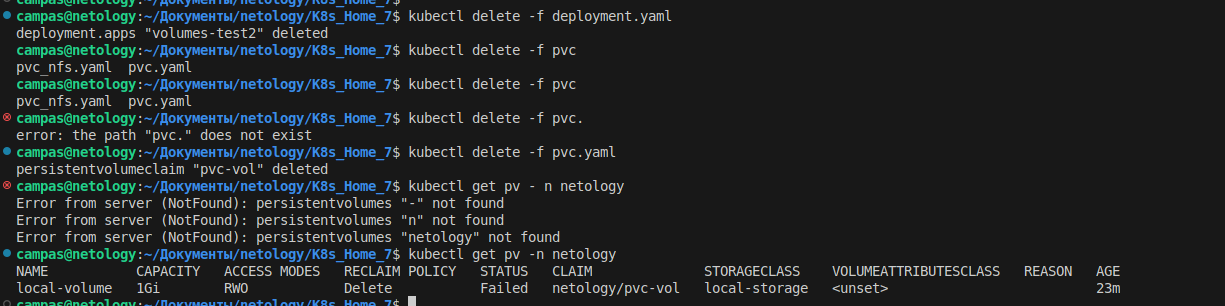 campas@netology:~/Документы/netology/K8s_Home_7$ kubectl delete -f deployment.yaml
deployment.apps "volumes-test2" deleted
campas@netology:~/Документы/netology/K8s_Home_7$ kubectl delete -f pvc
pvc_nfs.yaml  pvc.yaml
campas@netology:~/Документы/netology/K8s_Home_7$ kubectl delete -f pvc
pvc_nfs.yaml  pvc.yaml
campas@netology:~/Документы/netology/K8s_Home_7$ kubectl delete -f pvc.
error: the path "pvc." does not exist
campas@netology:~/Документы/netology/K8s_Home_7$ kubectl delete -f pvc.yaml
persistentvolumeclaim "pvc-vol" deleted
campas@netology:~/Документы/netology/K8s_Home_7$ kubectl get pv - n netology
Error from server (NotFound): persistentvolumes "-" not found
Error from server (NotFound): persistentvolumes "n" not found
Error from server (NotFound): persistentvolumes "netology" not found
campas@netology:~/Документы/netology/K8s_Home_7$ kubectl get pv -n netology
NAME           CAPACITY   ACCESS MODES   RECLAIM POLICY   STATUS   CLAIM              STORAGECLASS    VOLUMEATTRIBUTESCLASS   REASON   AGE
local-volume   1Gi        RWO            Delete           Failed   netology/pvc-vol   local-storage   <unset>                          23m
campas@netology:~/Документы/netology/K8s_Home_7$